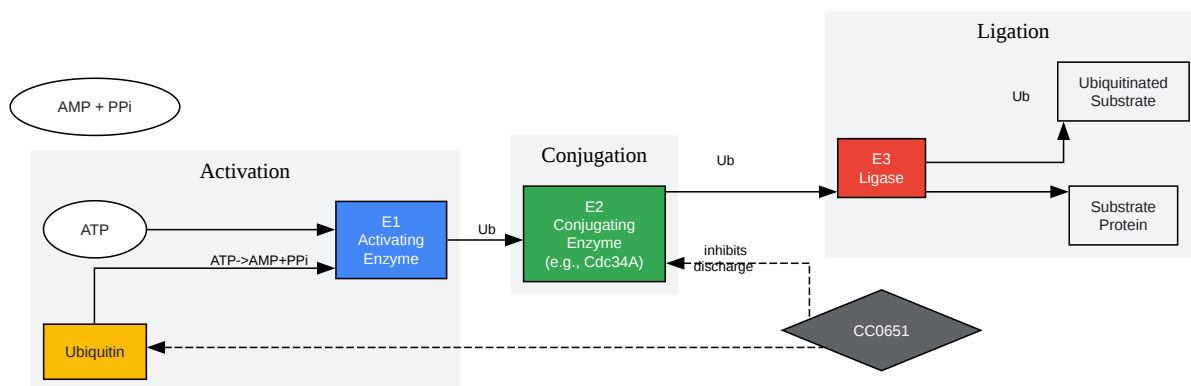 Ligation
Ubiquitinated
Substrate
Ub
AMP + PPi
Activation
Conjugation
Ub
E3
Ligase
ATP
E1
Activating
Enzyme
Ub
E2
Conjugating
Enzyme
(e.g., Cdc34A)
Substrate
Protein
ATP->AMP+PPi
inhibits
discharge
Ubiquitin
CC0651